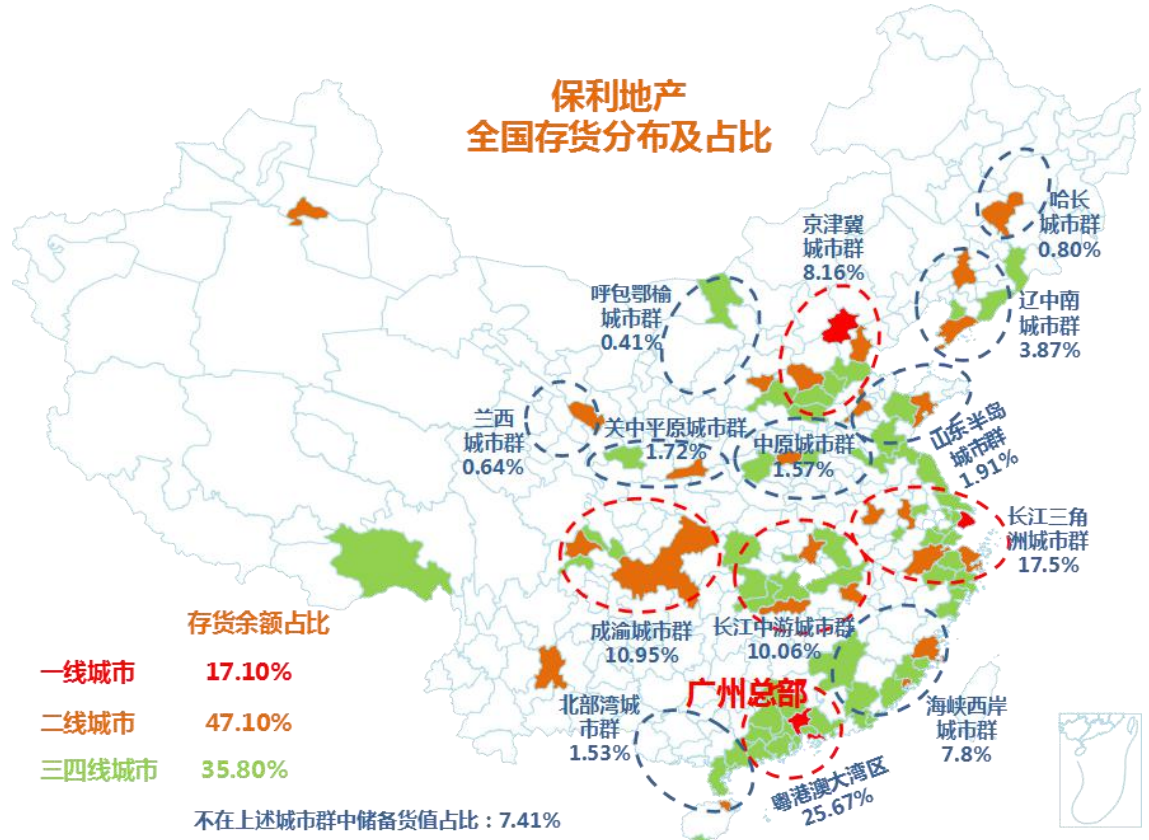 保利地产
全国存货分布及占比
哈长
城市群
0.80%
京津冀
城市群
8.16%
呼包鄂榆
城市群
0.41%
辽中南
城市群
3.87%
兰西
城市群
0.64%
关中平原城市群
1.72%
中原城市群
1.57%
山东半岛
城市群
1.91%
长江三角
洲城市群
17.5%
成渝城市群
10.95%
长江中游城市群
10.06%
广州总部
北部湾城
市群
1.53%
海峡西岸
城市群
7.8%
粤港澳大湾区
25.67%
存货余额占比
一线城市 17.10%
二线城市 47.10%
三四线城市 35.80%
不在上述城市群中储备货值占比：7.41%